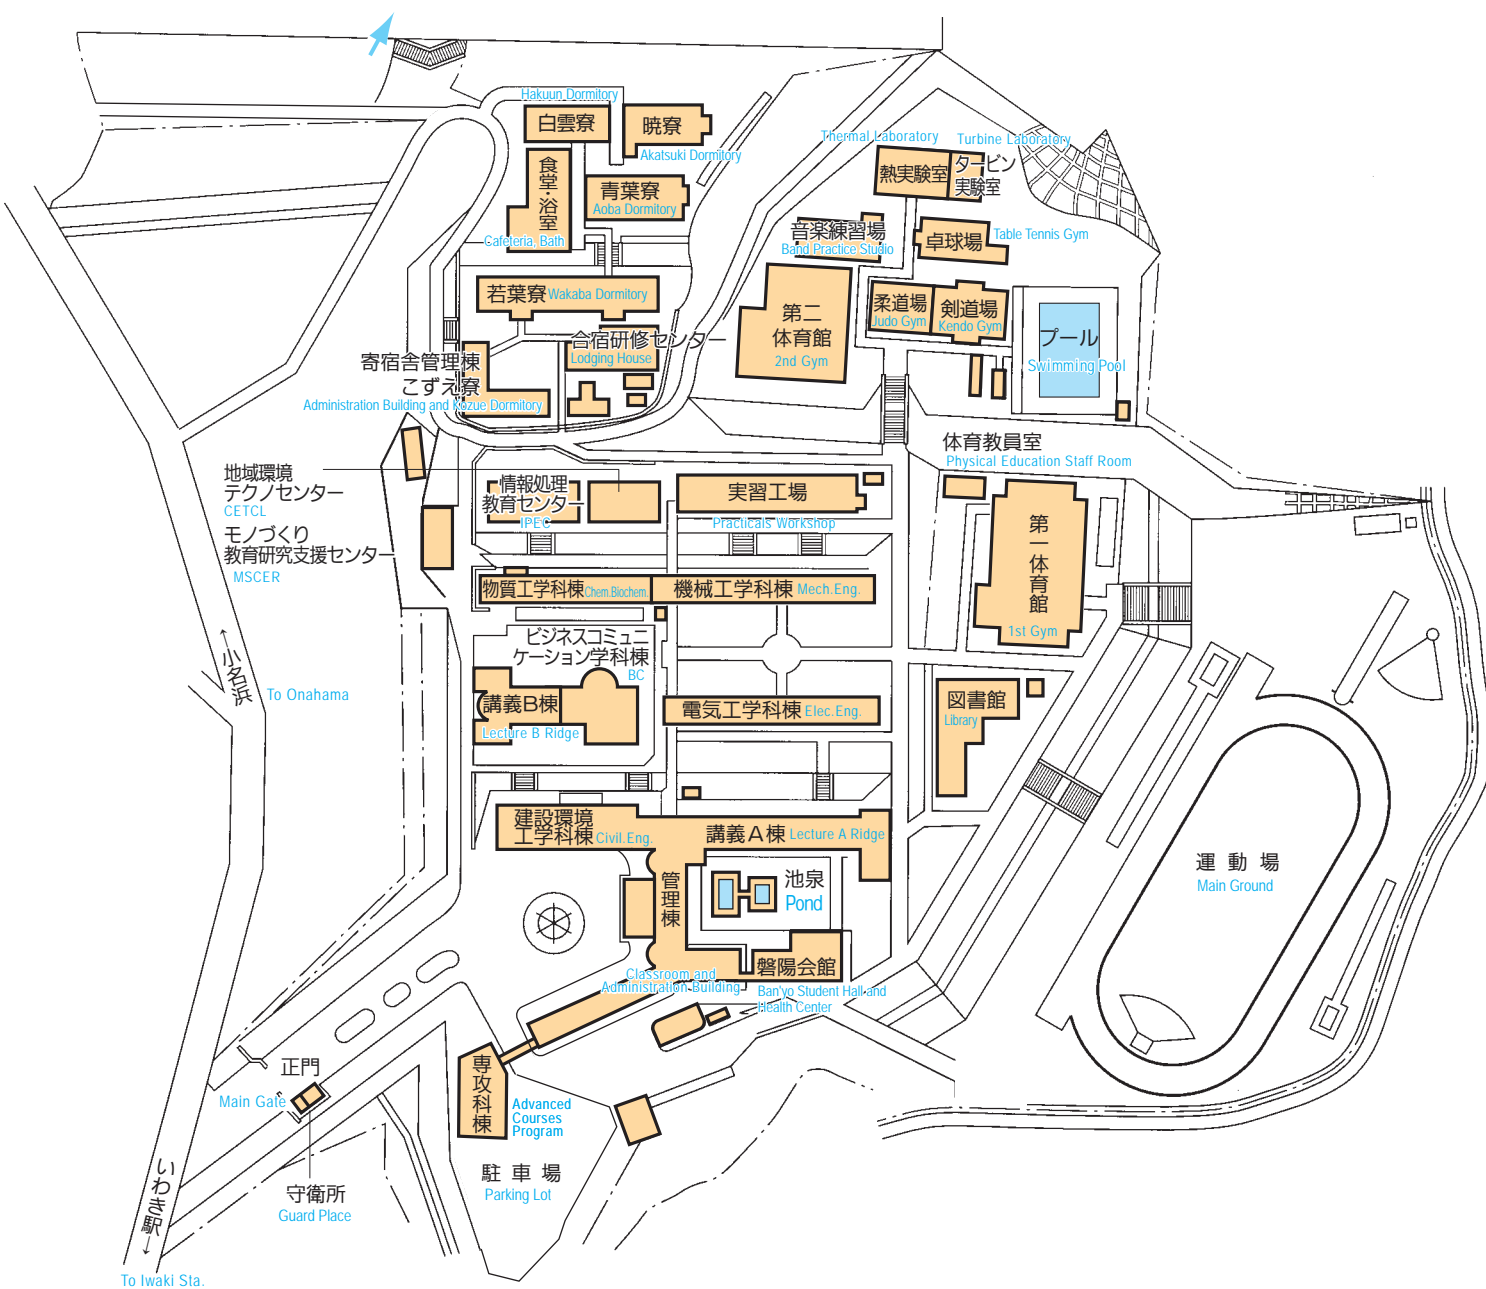 Hakuun Dormitory
白雲寮
暁寮
Akatsuki Dormitory
食堂・浴室
Cafeteria, Bath
青葉寮
Aoba Dormitory
Thermal Laboratory
Turbine Laboratory
熱実験室
タービン
実験室
音楽練習場
Band Practice Studio
卓球場
Table Tennis Gym
若葉寮
Wakaba Dormitory
合宿研修センター
Lodging House
第二
体育館
2nd Gym
柔道場
Judo Gym
剣道場
Kendo Gym
プール
Swimming Pool
寄宿舎管理棟
こずえ寮
Administration Building and Kozue Dormitory
体育教員室
Physical Education Staff Room
地域環境
テクノセンター
CETCL
モノづくり
教育研究支援センター
MSCER
情報処理
教育センター
IPEC
実習工場
Practicals Workshop
第一体育館
1st Gym
物質工学科棟
Chem.Biochem.
機械工学科棟
Mech.Eng.
ビジネスコミュニ
ケーション学科棟
BC
講義B棟
Lecture B Ridge
電気工学科棟
Elec.Eng.
図書館
Library
←小名浜
To Onahama
建設環境
工学科棟
Civil.Eng.
講義A棟
Lecture A Ridge
管理棟
池泉
Pond
運動場
Main Ground
Classroom and
Administration Building
磐陽会館
Ban'yo Student Hall and
Health Center
専攻科棟
Advanced
Courses
Program
正門
Main Gate
守衛所
Guard Place
駐車場
Parking Lot
いわき駅→
To Iwaki Sta.